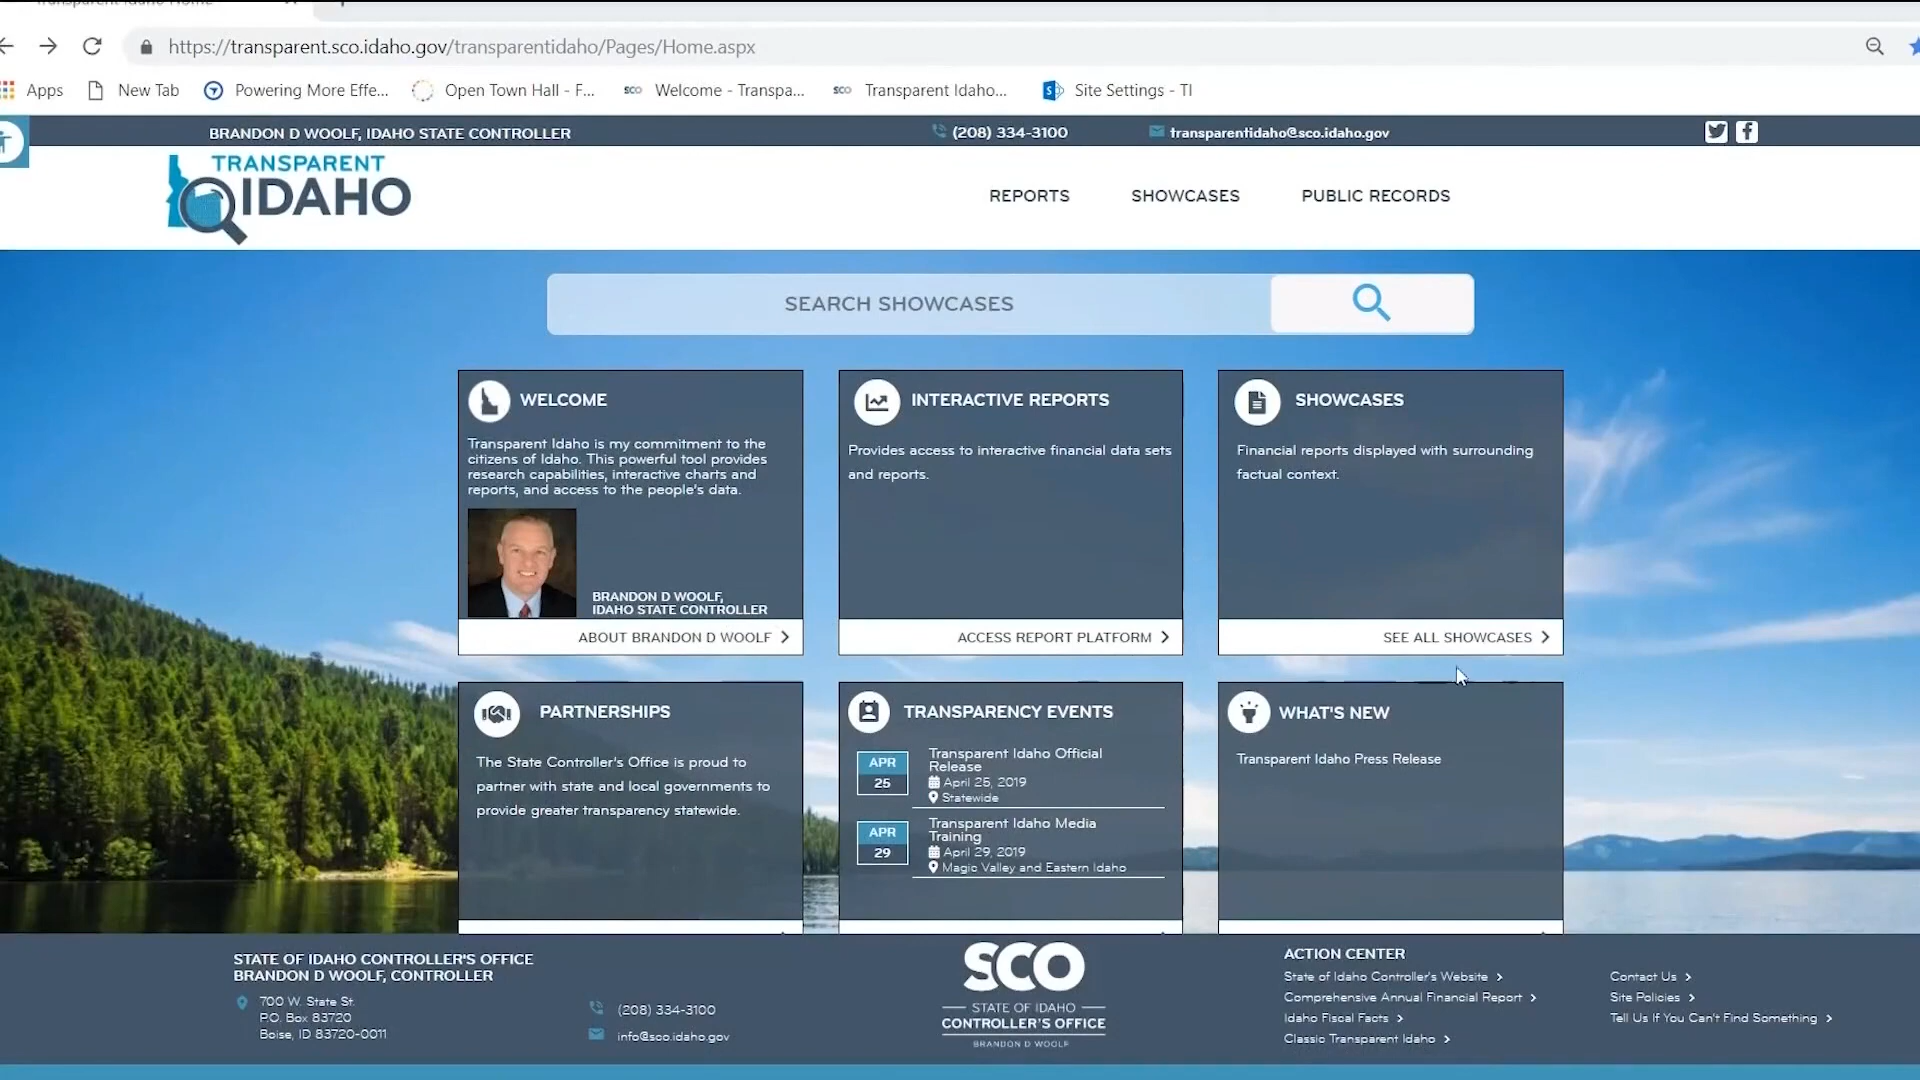 https://transparent.sco.idaho.gov/transparentidaho/Pages/Home.aspx
Apps
New Tab
Powering More Effe...
Open Town Hall - F...
sco Welcome - Transpa...
sco Transparent Idaho...
Site Settings - TI
BRANDON D WOOLF, IDAHO STATE CONTROLLER
(208) 334-3100
transparentidaho@sco.idaho.gov
TRANSPARENT
IDAHO
REPORTS
SHOWCASES
PUBLIC RECORDS
SEARCH SHOWCASES
WELCOME
Transparent Idaho is my commitment to the
citizens of Idaho. This powerful tool provides
research capabilities, interactive charts and
reports, and access to the people's data.
BRANDON D WOOLF,
IDAHO STATE CONTROLLER
ABOUT BRANDON D WOOLF
INTERACTIVE REPORTS
Provides access to interactive financial data sets
and reports.
ACCESS REPORT PLATFORM
SHOWCASES
Financial reports displayed with surrounding
factual context.
SEE ALL SHOWCASES
PARTNERSHIPS
The State Controller's Office is proud to
partner with state and local governments to
provide greater transparency statewide.
TRANSPARENCY EVENTS
APR
25
Transparent Idaho Official
Release
April 25, 2019
Statewide
APR
29
Transparent Idaho Media
Training
April 29, 2019
Magic Valley and Eastern Idaho
WHAT'S NEW
Transparent Idaho Press Release
STATE OF IDAHO CONTROLLER'S OFFICE
BRANDON D WOOLF, CONTROLLER
700 W. State St.
P.O. Box 83720
Boise, ID 83720-0011
(208) 334-3100
info@sco.idaho.gov
SCO
STATE OF IDAHO
CONTROLLER'S OFFICE
BRANDON D WOOLF
ACTION CENTER
State of Idaho Controller's Website >
Comprehensive Annual Financial Report >
Idaho Fiscal Facts >
Classic Transparent Idaho >
Contact Us >
Site Policies >
Tell Us If You Can't Find Something >